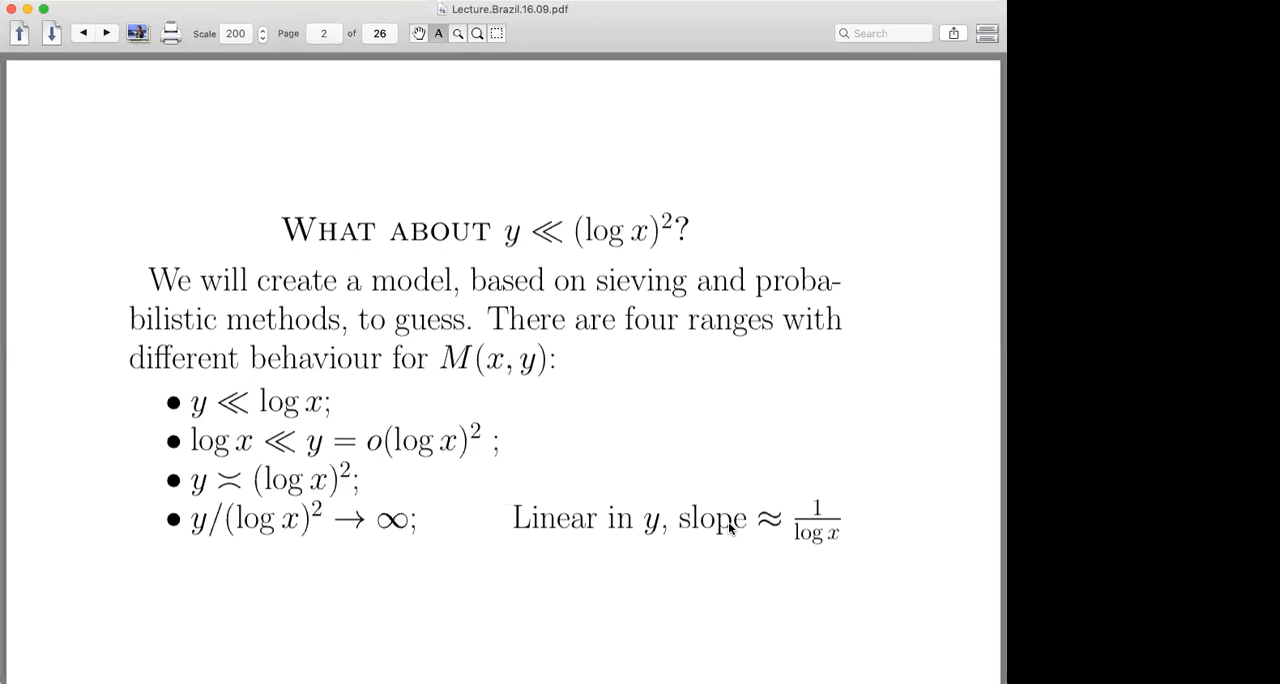 Lecture.Brazil.16.09.pdf
Scale 200 Page 2 of 26 A Search
WHAT ABOUT y ≪ (log x)²?
We will create a model, based on sieving and proba-
bilistic methods, to guess. There are four ranges with
different behaviour for M(x, y):
• y ≪ log x;
• log x ≪ y = o(log x)² ;
• y ≍ (log x)²;
• y/(log x)² → ∞; Linear in y, slope ≈ 1/log x